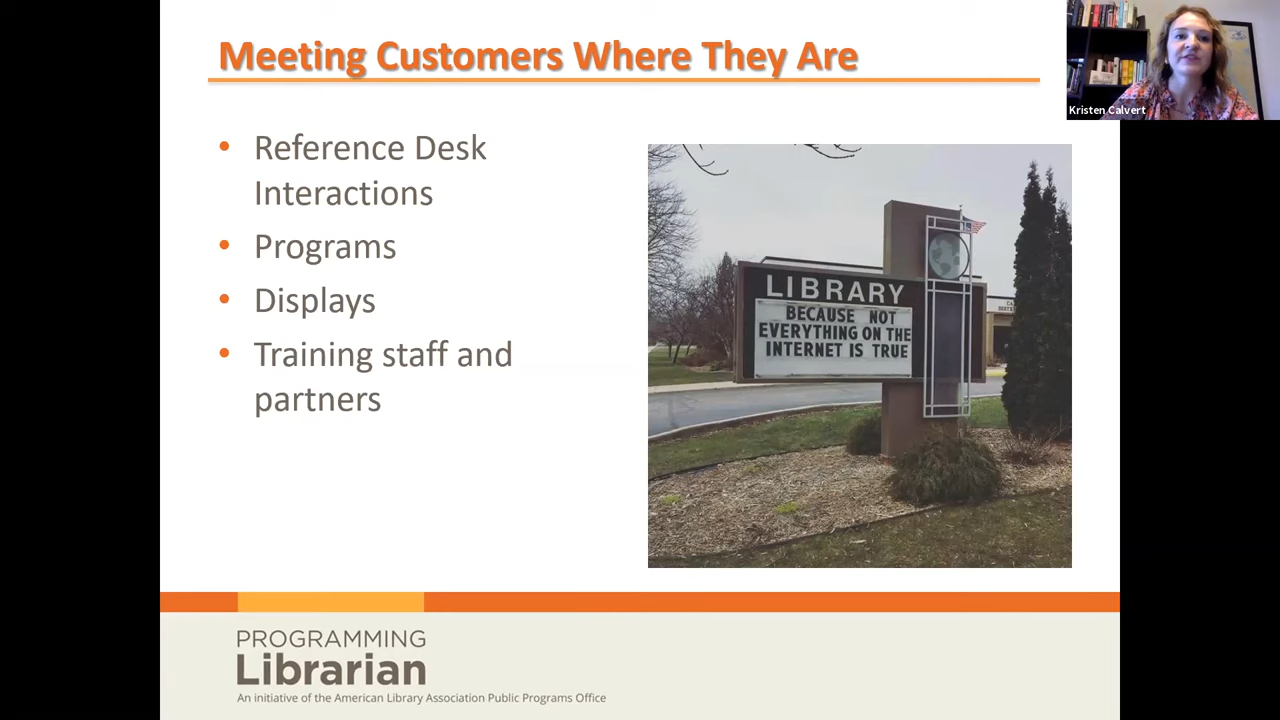 Meeting Customers Where They Are
Kristen Calvert
• Reference Desk
Interactions
• Programs
• Displays
• Training staff and
partners
LIBRARY
BECAUSE NOT
EVERYTHING ON THE
INTERNET IS TRUE
PROGRAMMING
Librarian
An initiative of the American Library Association Public Programs Office